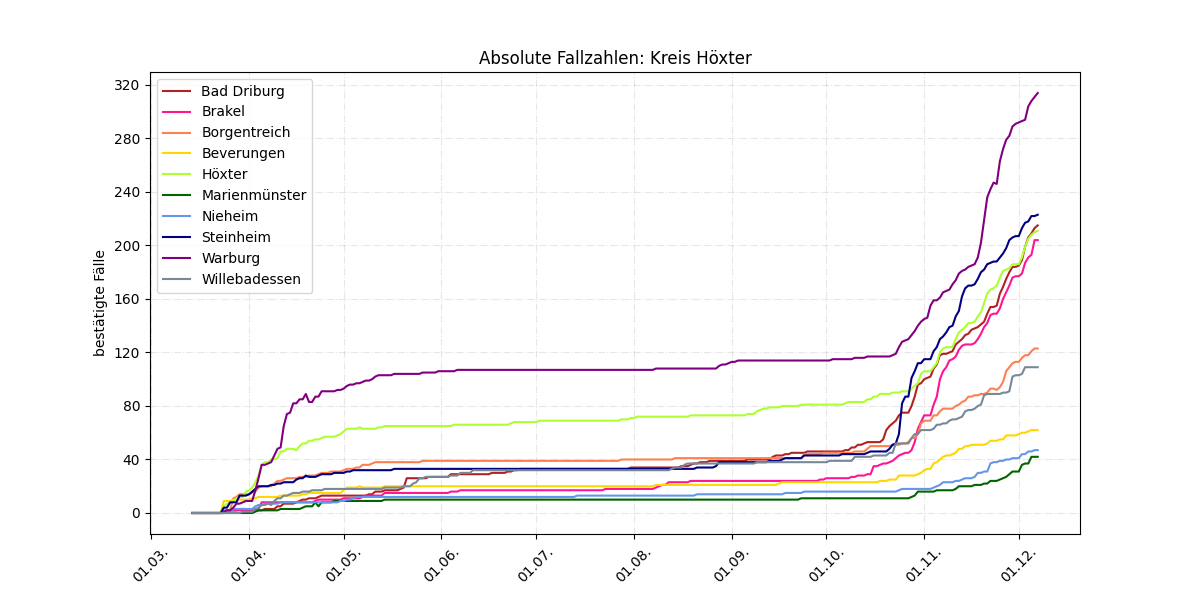 Absolute Fallzahlen: Kreis Höxter
bestätigte Fälle
320
280
240
200
160
120
80
40
0
Bad Driburg
Brakel
Borgentreich
Beverungen
Höxter
Marienmünster
Nieheim
Steinheim
Warburg
Willebadessen
01.03.
01.04.
01.05.
01.06.
01.07.
01.08.
01.09.
01.10.
01.11.
01.12.